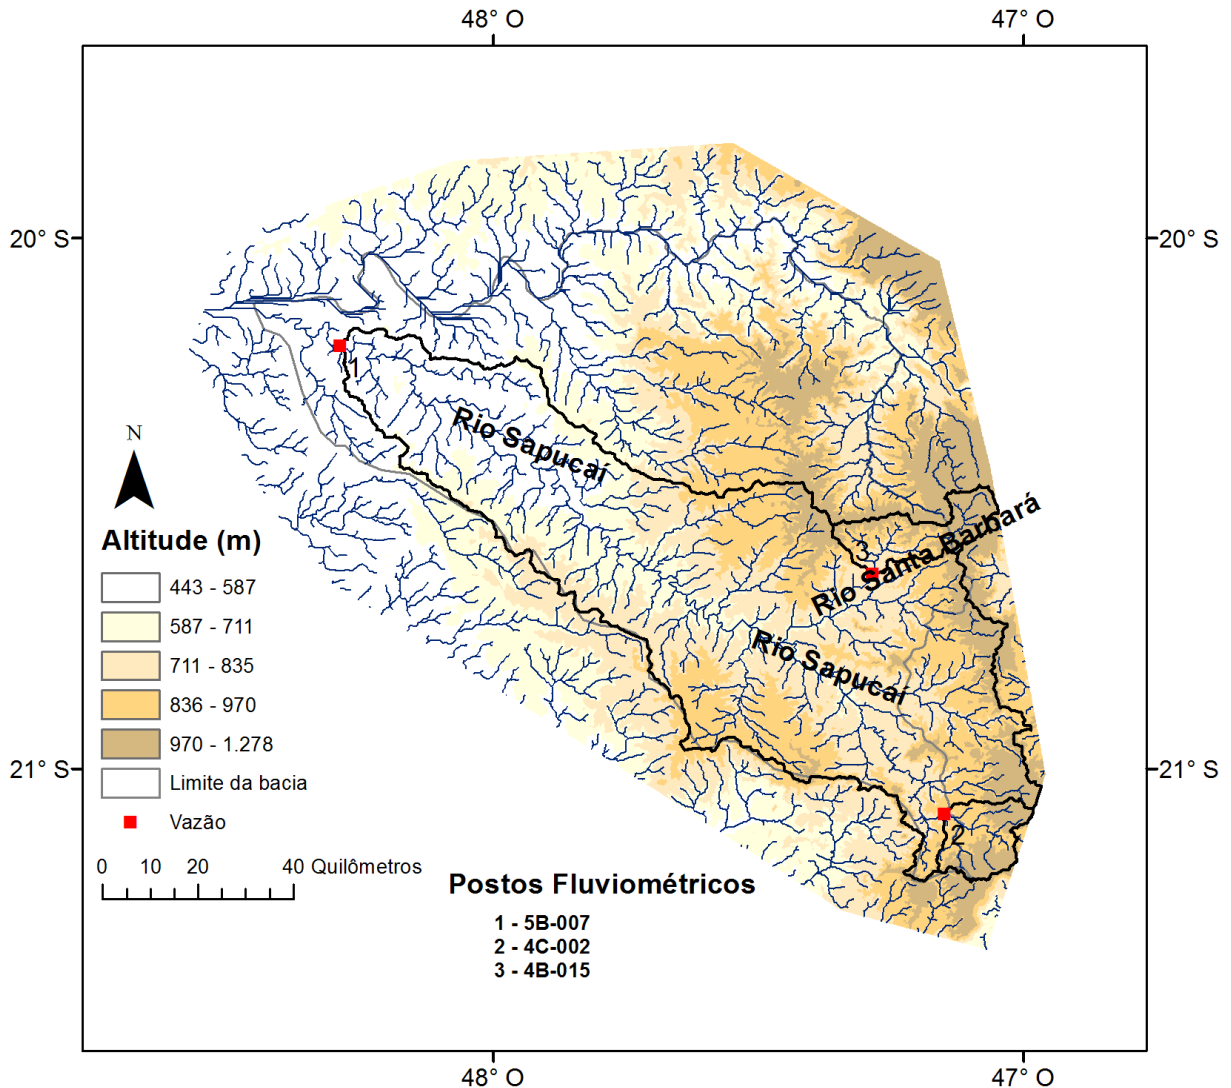 48° O
47° O
20° S
20° S
1
Rio Sapucaí
N
Altitude (m)
443 - 587
587 - 711
711 - 835
836 - 970
970 - 1.278
Limite da bacia
Vazão
3
Rio Santa Barbará
Rio Sapucaí
21° S
21° S
2
0 10 20 40 Quilômetros
Postos Fluviométricos
1 - 5B-007
2 - 4C-002
3 - 4B-015
48° O
47° O